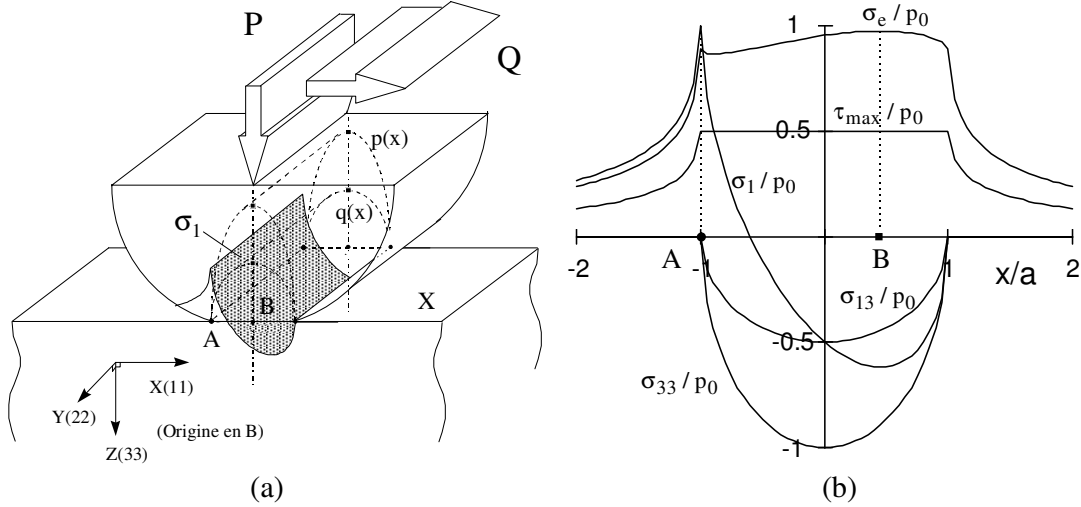 P
Q
p(x)
q(x)
σ1
X
A
B
X(11)
Y(22)
Z(33)
(Origine en B)
(a)
1
σe / p0
τmax / p0
0.5
σ1 / p0
A
B
-2
-1
1
2
x/a
σ13 / p0
-0.5
σ33 / p0
-1
(b)